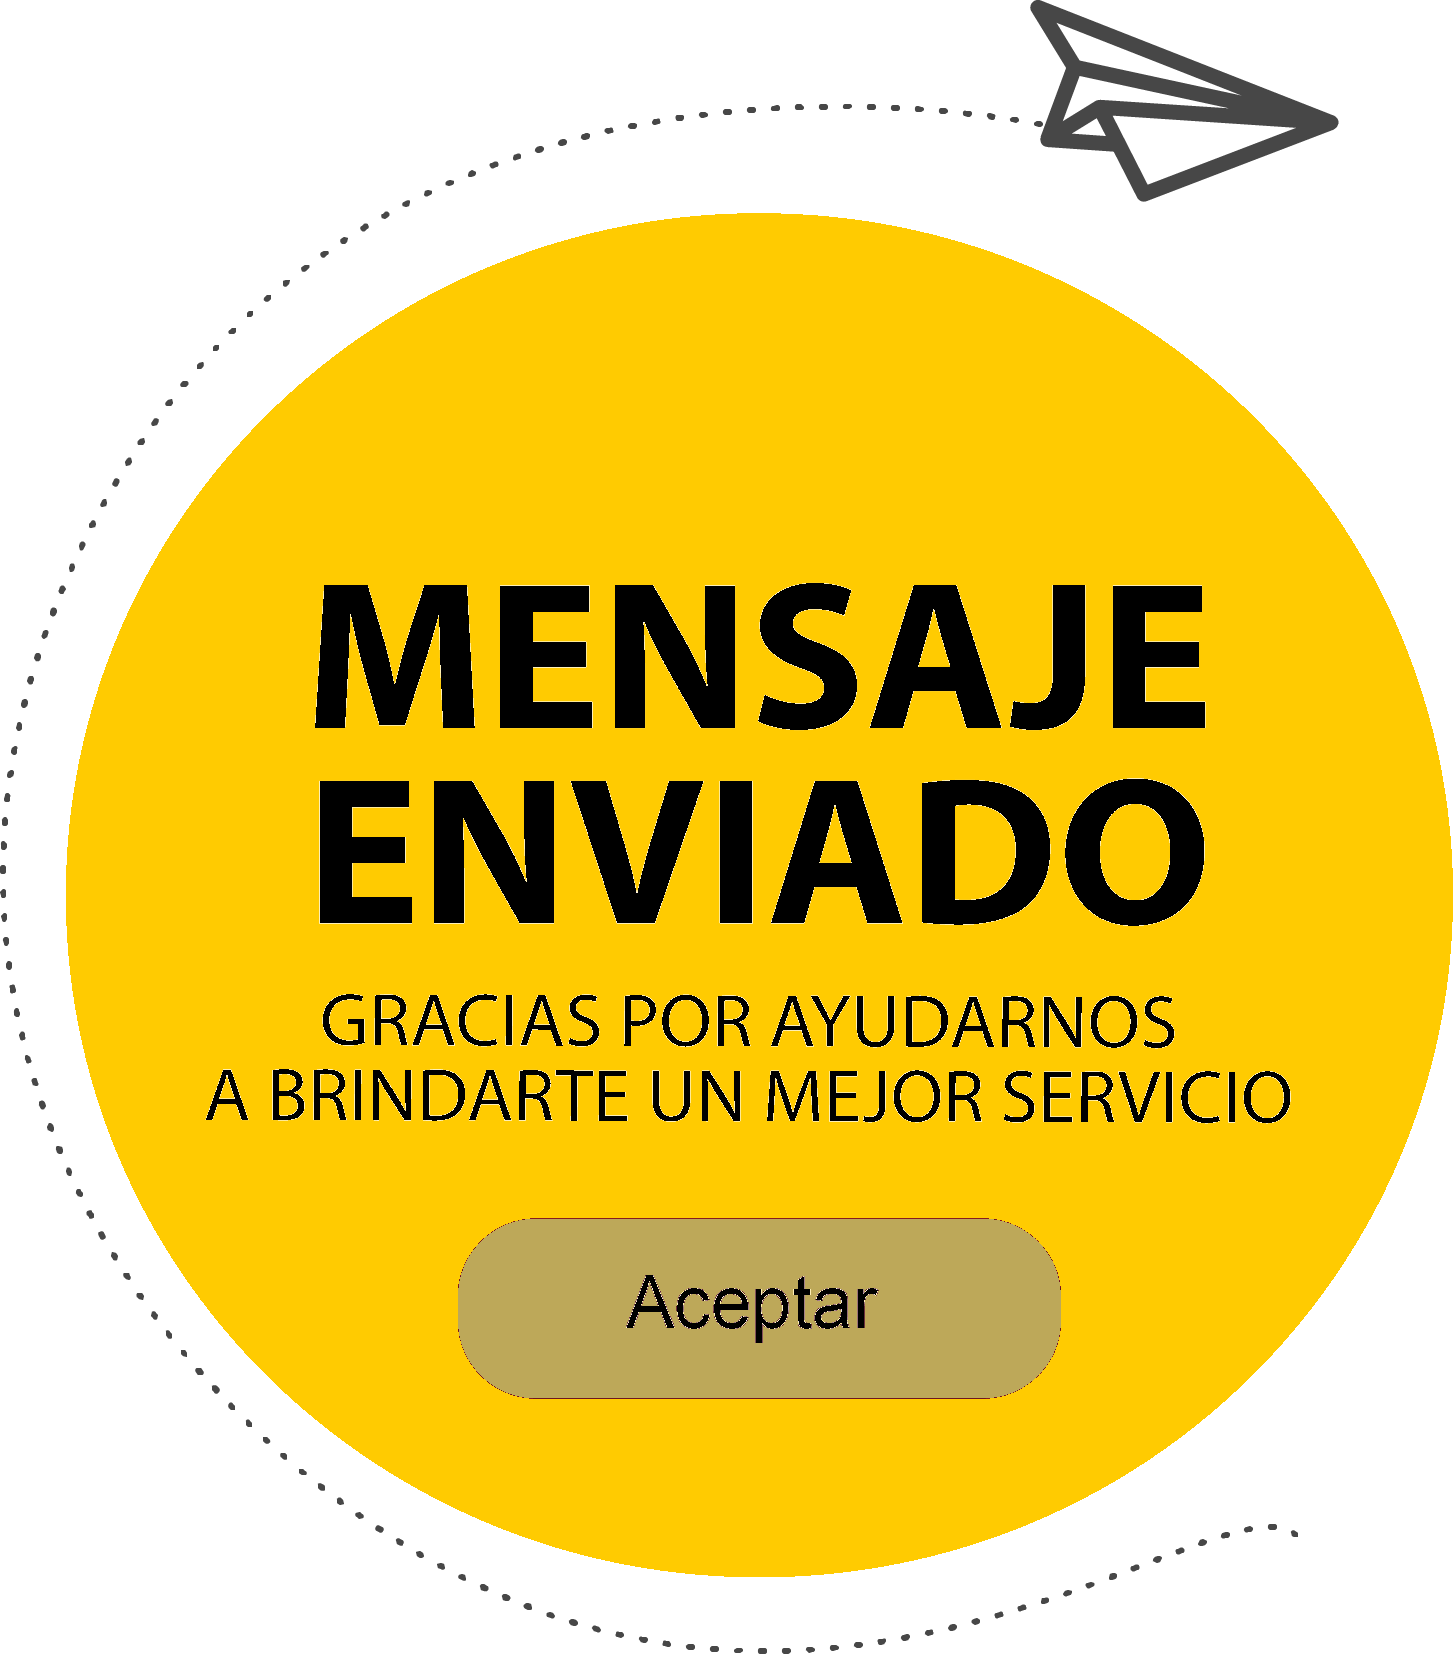 MENSAJE
ENVIADO
GRACIAS POR AYUDARNOS
A BRINDARTE UN MEJOR SERVICIO
Aceptar